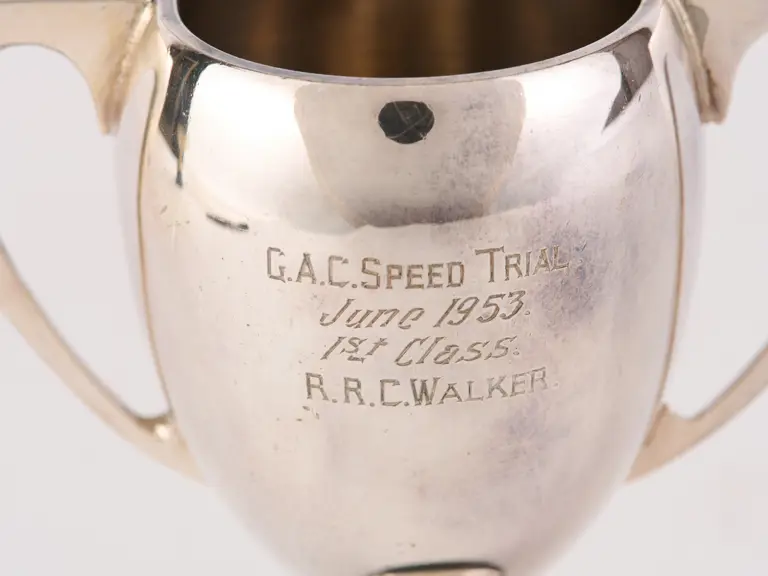 G.A.C. SPEED TRIAL
June 1953.
1st Class.
R.R.C. WALKER.